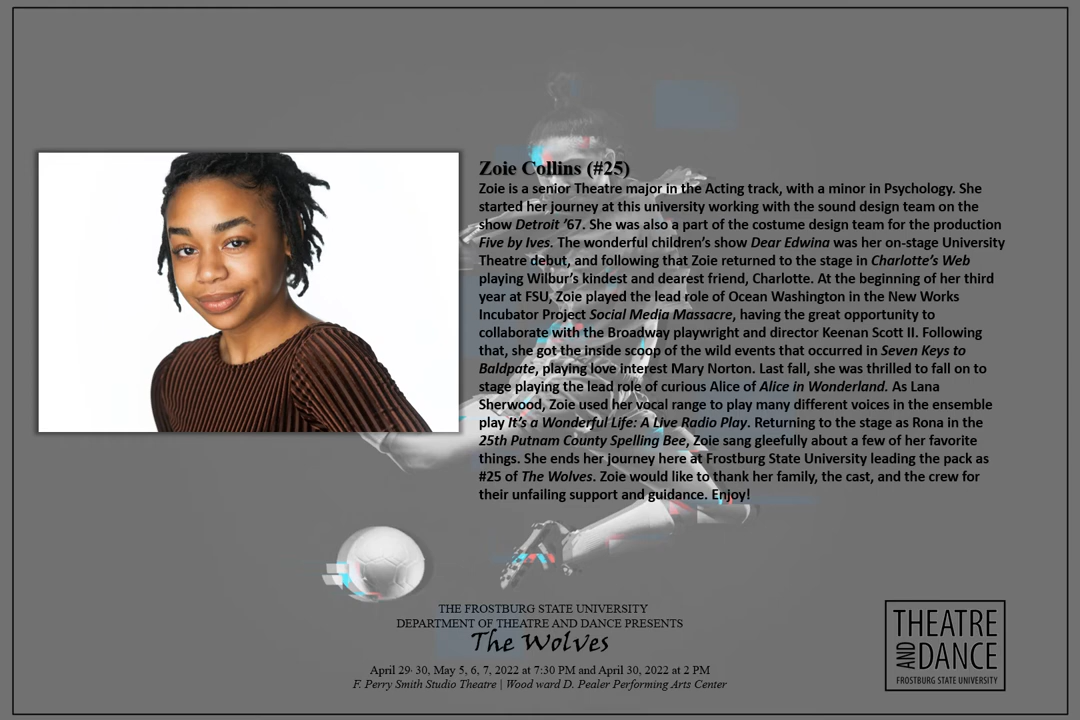 Zoie Collins (#25)
Zoie is a senior Theatre major in the Acting track, with a minor in Psychology. She
started her journey at this university working with the sound design team on the
show Detroit ’67. She was also a part of the costume design team for the production
Five by Ives. The wonderful children’s show Dear Edwina was her on-stage University
Theatre debut, and following that Zoie returned to the stage in Charlotte’s Web
playing Wilbur’s kindest and dearest friend, Charlotte. At the beginning of her third
year at FSU, Zoie played the lead role of Ocean Washington in the New Works
Incubator Project Social Media Massacre, having the great opportunity to
collaborate with the Broadway playwright and director Keenan Scott II. Following
that, she got the inside scoop of the wild events that occurred in Seven Keys to
Baldpate, playing love interest Mary Norton. Last fall, she was thrilled to fall on to
stage playing the lead role of curious Alice of Alice in Wonderland. As Lana
Sherwood, Zoie used her vocal range to play many different voices in the ensemble
play It’s a Wonderful Life: A Live Radio Play. Returning to the stage as Rona in the
25th Putnam County Spelling Bee, Zoie sang gleefully about a few of her favorite
things. She ends her journey here at Frostburg State University leading the pack as
#25 of The Wolves. Zoie would like to thank her family, the cast, and the crew for
their unfailing support and guidance. Enjoy!
THE FROSTBURG STATE UNIVERSITY
DEPARTMENT OF THEATRE AND DANCE PRESENTS
The Wolves
April 29- 30, May 5, 6, 7, 2022 at 7:30 PM and April 30, 2022 at 2 PM
F. Perry Smith Studio Theatre | Wood ward D. Pealer Performing Arts Center
THEATRE
AND DANCE
FROSTBURG STATE UNIVERSITY